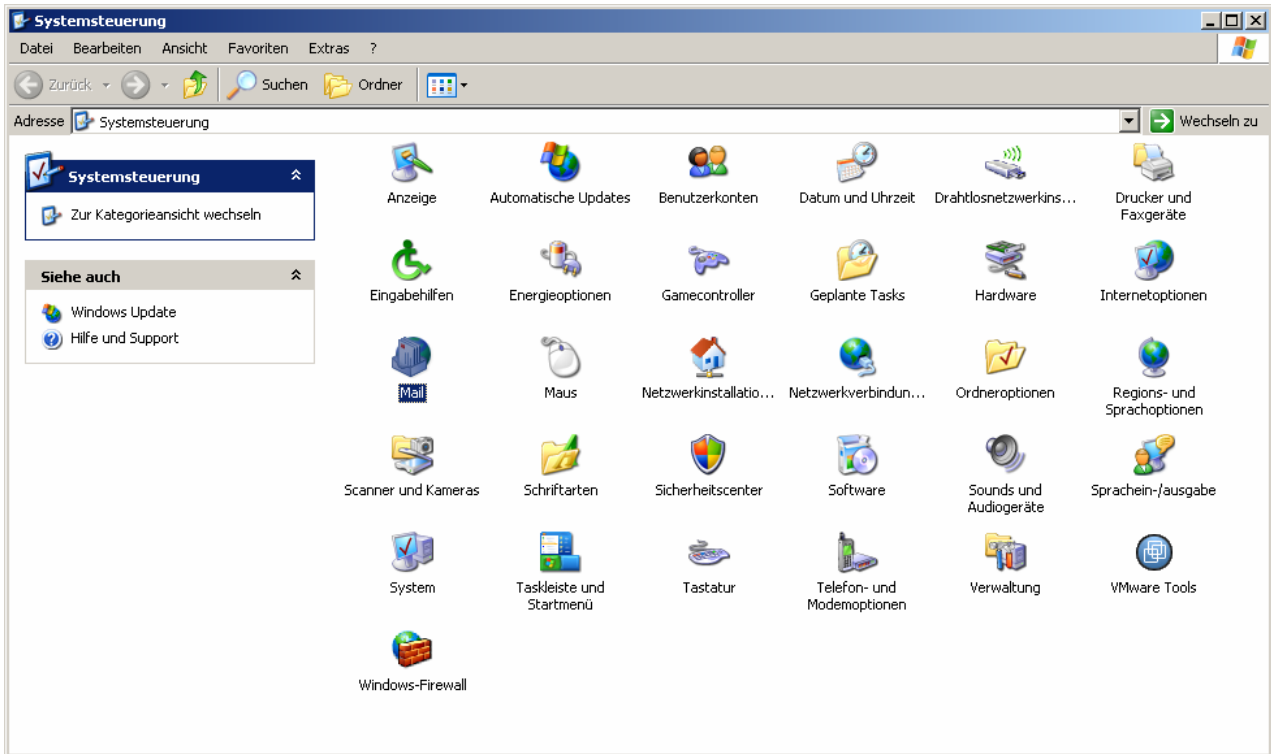 Systemsteuerung
Datei Bearbeiten Ansicht Favoriten Extras ?
Zurück Suchen Ordner
Adresse Systemsteuerung Wechseln zu
Systemsteuerung
Zur Kategorieansicht wechseln
Siehe auch
Windows Update
Hilfe und Support
Anzeige
Automatische Updates
Benutzerkonten
Datum und Uhrzeit
Drahtlosnetzwerkins...
Drucker und
Faxgeräte
Eingabehilfen
Energieoptionen
Gamecontroller
Geplante Tasks
Hardware
Internetoptionen
Mail
Maus
Netzwerkinstallatio...
Netzwerkverbindun...
Ordneroptionen
Regions- und
Sprachoptionen
Scanner und Kameras
Schriftarten
Sicherheitscenter
Software
Sounds und
Audiogeräte
Sprachein-/ausgabe
System
Taskleiste und
Startmenü
Tastatur
Telefon- und
Modemoptionen
Verwaltung
VMware Tools
Windows-Firewall